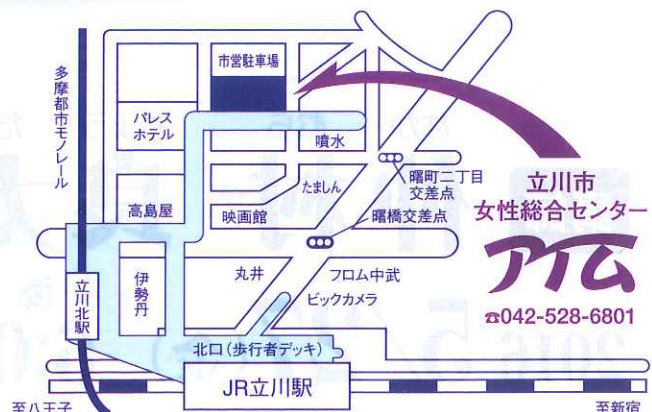 市営駐車場
多摩都市モノレール
パレス
ホテル
噴水
たましん
曙町二丁目
交差点
曙橋交差点
高島屋
映画館
立川市
女性総合センター
アイム
☎042-528-6801
立川北駅
伊勢丹
丸井
フロム中武
ビックカメラ
北口(歩行者デッキ)
JR立川駅
至八王子
至新宿